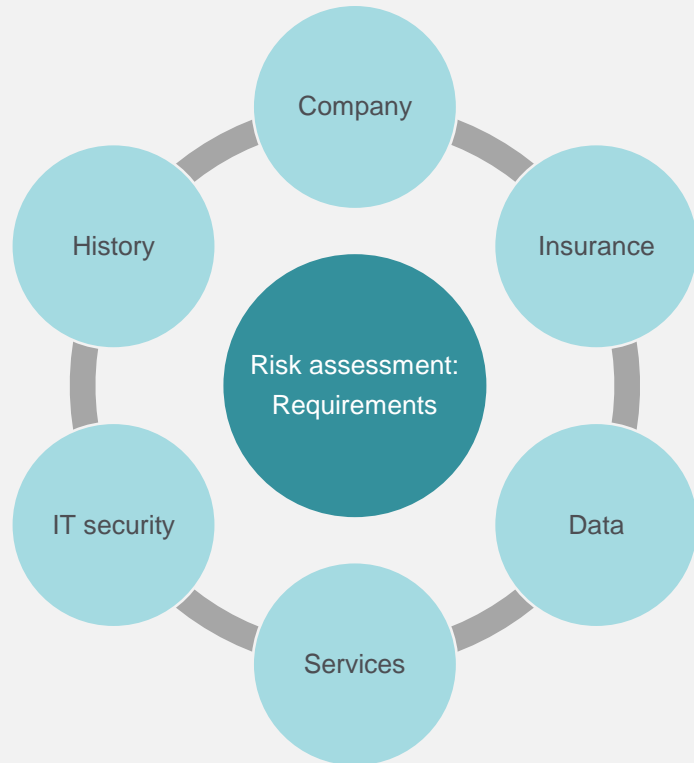 Company
History
Insurance
Risk assessment:
Requirements
IT security
Data
Services